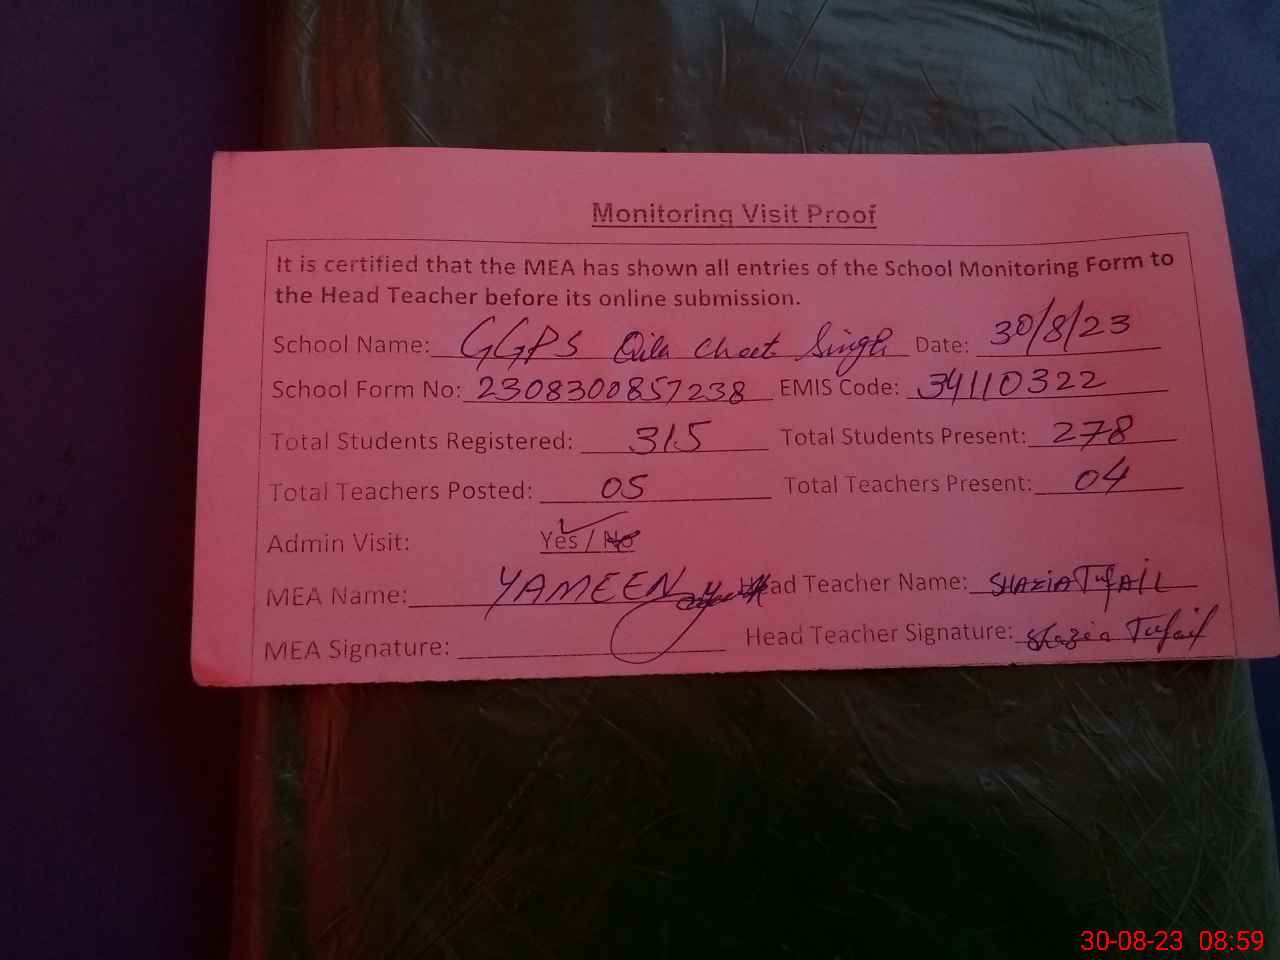 Monitoring Visit Proof
It is certified that the MEA has shown all entries of the School Monitoring Form to
the Head Teacher before its online submission.
School Name: GGPS Qila Cheet Singh Date: 30/8/23
School Form No: 2308300857238 EMIS Code: 34110322
Total Students Registered: 315 Total Students Present: 278
Total Teachers Posted: 05 Total Teachers Present: 04
Admin Visit: Yes / No
MEA Name: YAMEEN Head Teacher Name: SHAZIA TUFAIL
MEA Signature: Head Teacher Signature: Shazia Tufail
30-08-23 08:59